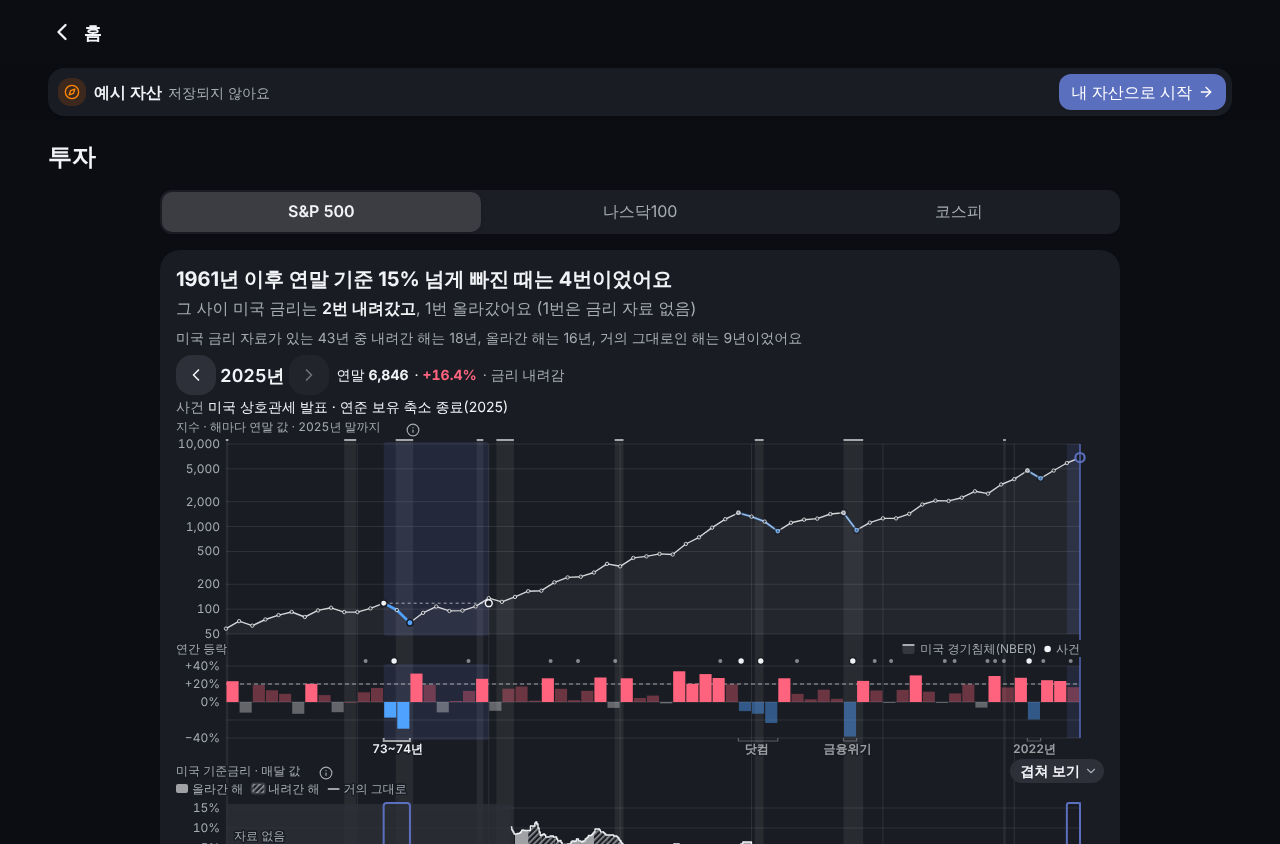 홈
예시 자산 저장되지 않아요
내 자산으로 시작
투자
S&P 500
나스닥100
코스피
1961년 이후 연말 기준 15% 넘게 빠진 때는 4번이었어요
그 사이 미국 금리는 2번 내려갔고, 1번 올라갔어요 (1번은 금리 자료 없음)
미국 금리 자료가 있는 43년 중 내려간 해는 18년, 올라간 해는 16년, 거의 그대로인 해는 9년이었어요
2025년 연말 6,846 · +16.4% · 금리 내려감
사건 미국 상호관세 발표 · 연준 보유 축소 종료(2025)
지수 · 해마다 연말 값 · 2025년 말까지
10,000
5,000
2,000
1,000
500
200
100
50
연간 등락
미국 경기침체(NBER)
사건
+40%
+20%
0%
−40%
73~74년
닷컴
금융위기
2022년
미국 기준금리 · 매달 값
겹쳐 보기
올라간 해
내려간 해
거의 그대로
15%
10%
자료 없음